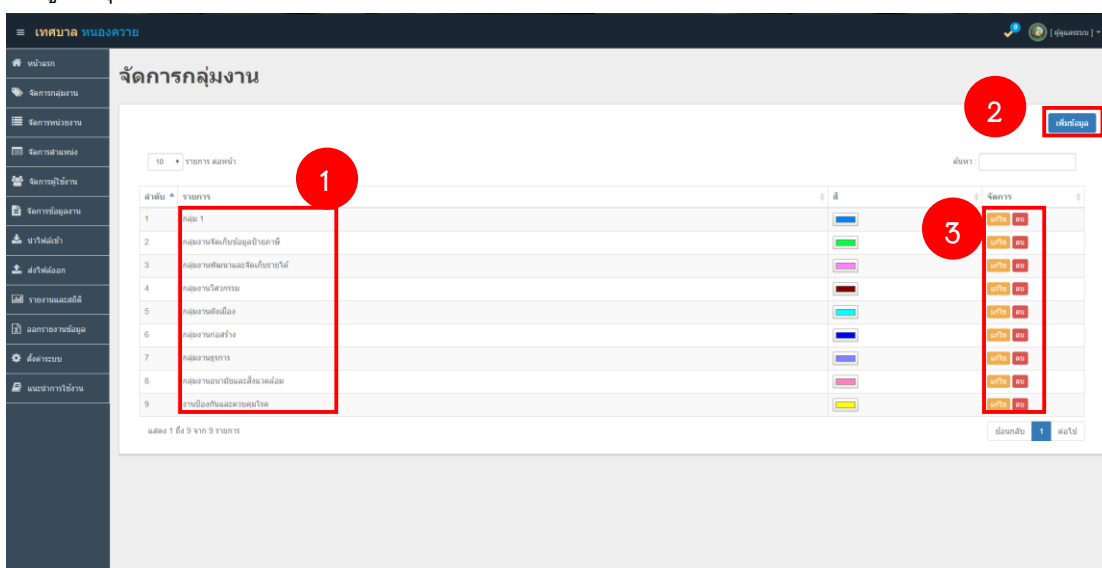 ≡ เทศบาล หนองควาย
0
[ ผู้ดูแลระบบ ]
หน้าแรก
จัดการกลุ่มงาน
จัดการหน่วยงาน
จัดการตำแหน่ง
จัดการผู้ใช้งาน
จัดการข้อมูลงาน
นำไฟล์เข้า
ส่งไฟล์ออก
รายงานและสถิติ
ออกรายงานข้อมูล
ตั้งค่าระบบ
แนะนำการใช้งาน
จัดการกลุ่มงาน
2
เพิ่มข้อมูล
10 รายการ ต่อหน้า
ค้นหา :
1
ลำดับ รายการ สี จัดการ
1 กลุ่ม 1 แก้ไข ลบ
3
2 กลุ่มงานจัดเก็บข้อมูลป้ายภาษี แก้ไข ลบ
3 กลุ่มงานพัฒนาและจัดเก็บรายได้ แก้ไข ลบ
4 กลุ่มงานวิศวกรรม แก้ไข ลบ
5 กลุ่มงานผังเมือง แก้ไข ลบ
6 กลุ่มงานก่อสร้าง แก้ไข ลบ
7 กลุ่มงานธุรการ แก้ไข ลบ
8 กลุ่มงานอนามัยและสิ่งแวดล้อม แก้ไข ลบ
9 งานป้องกันและควบคุมโรค แก้ไข ลบ
แสดง 1 ถึง 9 จาก 9 รายการ
ย้อนกลับ 1 ต่อไป